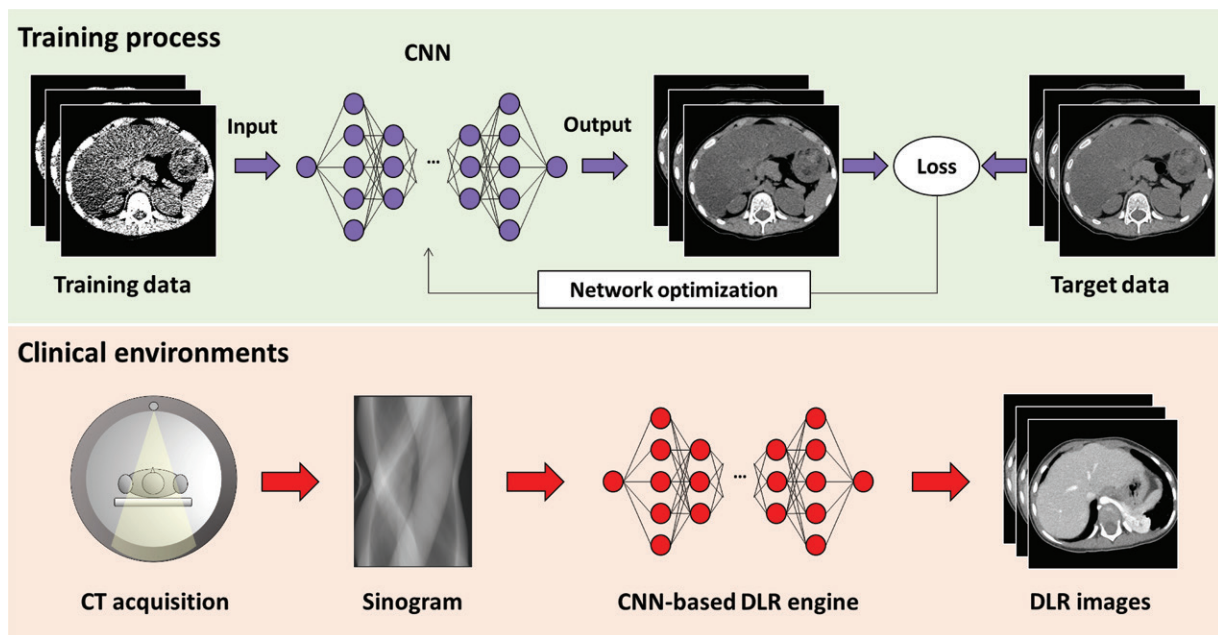 Training process
CNN
Input
Output
...
Loss
Training data
Network optimization
Target data
Clinical environments
...
CT acquisition
Sinogram
CNN-based DLR engine
DLR images